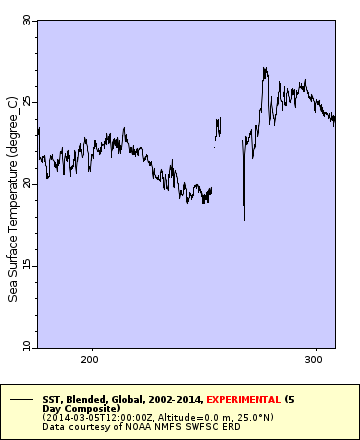 30
25
20
15
10
Sea Surface Temperature (degree_C)
200
300
SST, Blended, Global, 2002-2014, EXPERIMENTAL (5
Day Composite)
(2014-03-05T12:00:00Z, Altitude=0.0 m, 25.0°N)
Data courtesy of NOAA NMFS SWFSC ERD